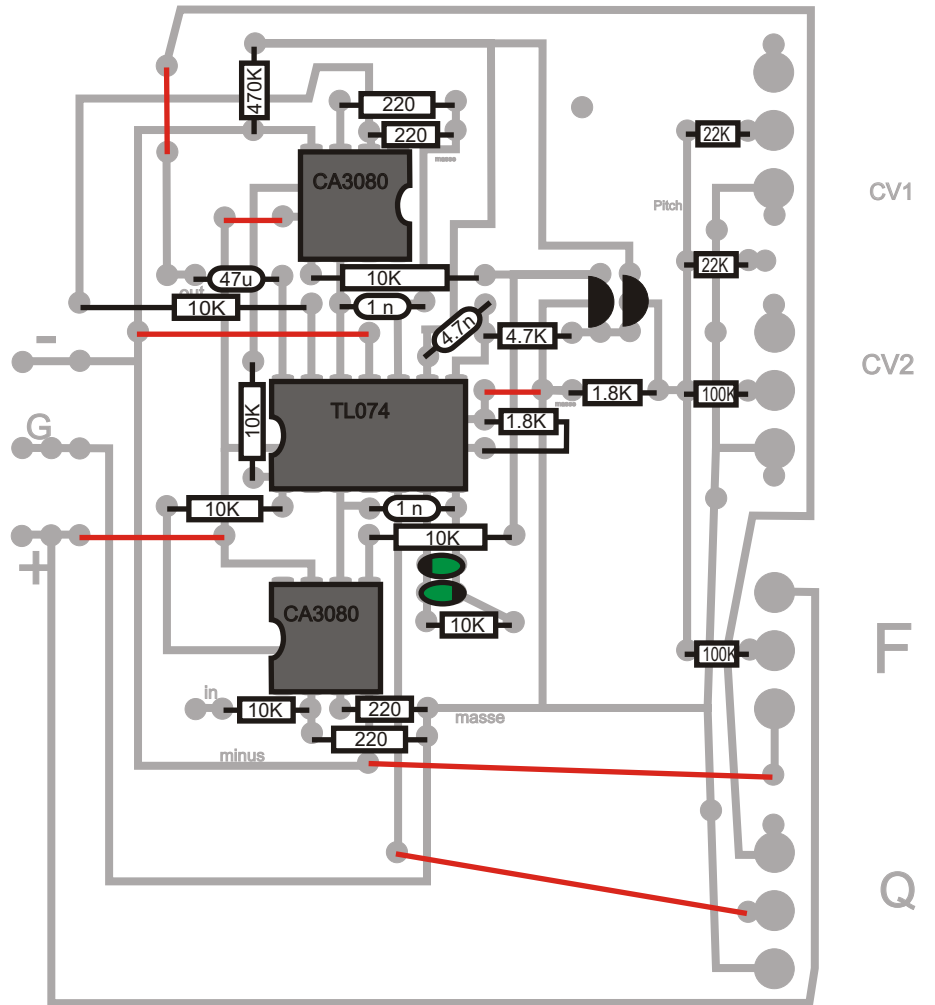 470K
220
220
masse
CA3080
22K
CV1
Pitch
22K
47u
10K
out
10K
1 n
4.7n
4.7K
-
CV2
TL074
masse
1.8K
100K
G
10K
1.8K
10K
1 n
10K
+
CA3080
10K
F
100K
in
10K
220
masse
220
minus
Q